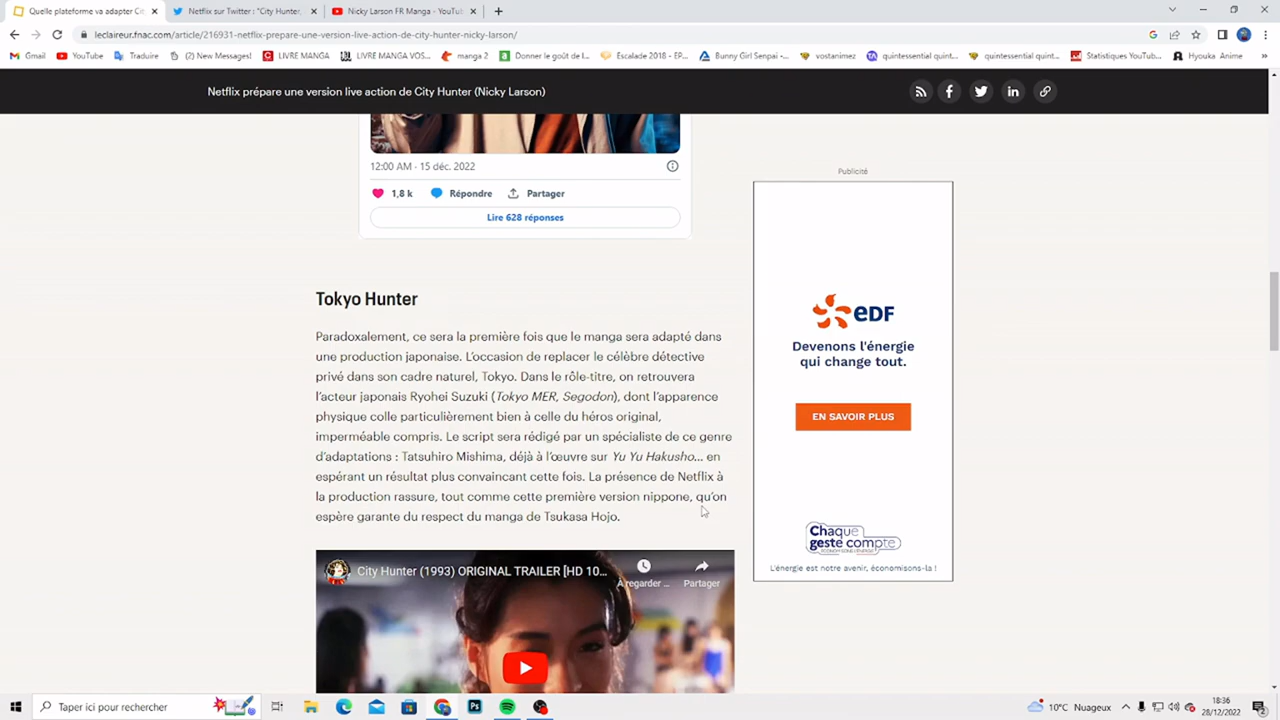 Quelle plateforme va adapter Ci
Netflix sur Twitter : "City Hunter,
Nicky Larson FR Manga - YouTu
leclaireur.fnac.com/article/216931-netflix-prepare-une-version-live-action-de-city-hunter-nicky-larson/
Gmail
YouTube
Traduire
(2) New Messages!
LIVRE MANGA
LIVRE MANGA VOS...
manga 2
Donner le goût de l...
Escalade 2018 - EP...
Bunny Girl Senpai -...
vostanimez
quintessential quint...
quintessential quint...
Statistiques YouTub...
Hyouka Anime
Netflix prépare une version live action de City Hunter (Nicky Larson)
12:00 AM · 15 déc. 2022
1,8 k Répondre Partager
Lire 628 réponses
Publicité
edf
Devenons l'énergie
qui change tout.
EN SAVOIR PLUS
Chaque
geste compte
L'énergie est notre avenir, économisons-la !
Tokyo Hunter
Paradoxalement, ce sera la première fois que le manga sera adapté dans
une production japonaise. L'occasion de replacer le célèbre détective
privé dans son cadre naturel, Tokyo. Dans le rôle-titre, on retrouvera
l'acteur japonais Ryohei Suzuki (Tokyo MER, Segodon), dont l'apparence
physique colle particulièrement bien à celle du héros original,
imperméable compris. Le script sera rédigé par un spécialiste de ce genre
d'adaptations : Tatsuhiro Mishima, déjà à l'œuvre sur Yu Yu Hakusho... en
espérant un résultat plus convaincant cette fois. La présence de Netflix à
la production rassure, tout comme cette première version nippone, qu'on
espère garante du respect du manga de Tsukasa Hojo.
City Hunter (1993) ORIGINAL TRAILER [HD 10...
À regarder ...
Partager
Taper ici pour rechercher
10°C Nuageux
18:36
28/12/2022